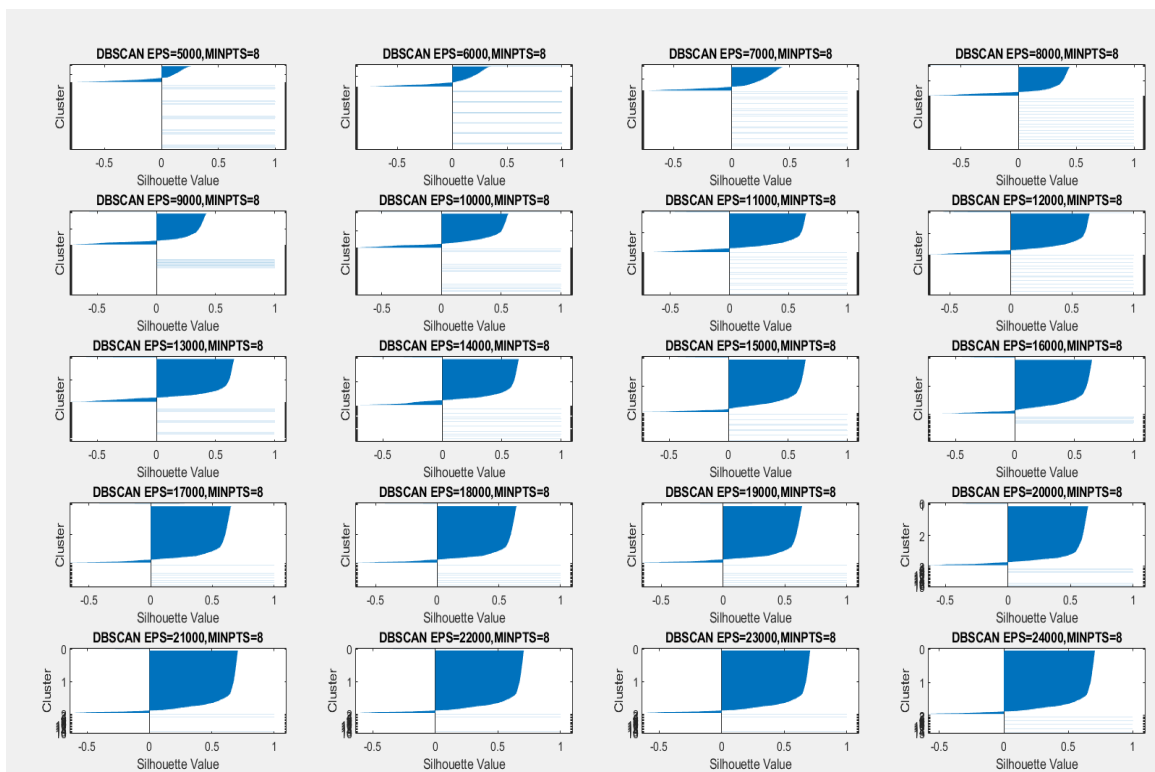 DBSCAN EPS=5000,MINPTS=8
Cluster
-0.5 0 0.5 1
Silhouette Value
DBSCAN EPS=6000,MINPTS=8
Cluster
-0.5 0 0.5 1
Silhouette Value
DBSCAN EPS=7000,MINPTS=8
Cluster
-0.5 0 0.5 1
Silhouette Value
DBSCAN EPS=8000,MINPTS=8
Cluster
-0.5 0 0.5 1
Silhouette Value
DBSCAN EPS=9000,MINPTS=8
Cluster
-0.5 0 0.5 1
Silhouette Value
DBSCAN EPS=10000,MINPTS=8
Cluster
-0.5 0 0.5 1
Silhouette Value
DBSCAN EPS=11000,MINPTS=8
Cluster
-0.5 0 0.5 1
Silhouette Value
DBSCAN EPS=12000,MINPTS=8
Cluster
-0.5 0 0.5 1
Silhouette Value
DBSCAN EPS=13000,MINPTS=8
Cluster
-0.5 0 0.5 1
Silhouette Value
DBSCAN EPS=14000,MINPTS=8
Cluster
-0.5 0 0.5 1
Silhouette Value
DBSCAN EPS=15000,MINPTS=8
Cluster
-0.5 0 0.5 1
Silhouette Value
DBSCAN EPS=16000,MINPTS=8
Cluster
-0.5 0 0.5 1
Silhouette Value
DBSCAN EPS=17000,MINPTS=8
Cluster
-0.5 0 0.5 1
Silhouette Value
DBSCAN EPS=18000,MINPTS=8
Cluster
-0.5 0 0.5 1
Silhouette Value
DBSCAN EPS=19000,MINPTS=8
Cluster
-0.5 0 0.5 1
Silhouette Value
DBSCAN EPS=20000,MINPTS=8
Cluster
2
-0.5 0 0.5 1
Silhouette Value
DBSCAN EPS=21000,MINPTS=8
Cluster
0
1
2
-0.5 0 0.5 1
Silhouette Value
DBSCAN EPS=22000,MINPTS=8
Cluster
0
1
2
-0.5 0 0.5 1
Silhouette Value
DBSCAN EPS=23000,MINPTS=8
Cluster
0
1
2
-0.5 0 0.5 1
Silhouette Value
DBSCAN EPS=24000,MINPTS=8
Cluster
0
1
2
-0.5 0 0.5 1
Silhouette Value